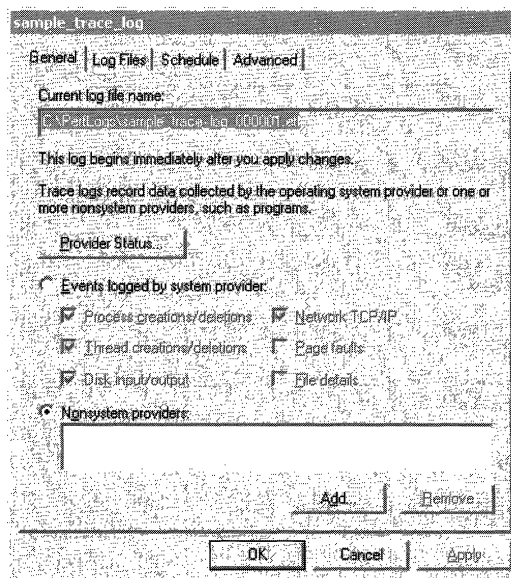 sample_trace_log
General Log Files Schedule Advanced
Current log file name:
C:\PerfLogs\sample_trace_log_000001.etl
This log begins immediately after you apply changes.
Trace logs record data collected by the operating system provider or one or
more nonsystem providers, such as programs.
Provider Status...
Events logged by system provider:
Process creations/deletions Network TCP/IP
Thread creations/deletions Page faults
Disk input/output File details
Nonsystem providers:
Add... Remove
OK Cancel Apply